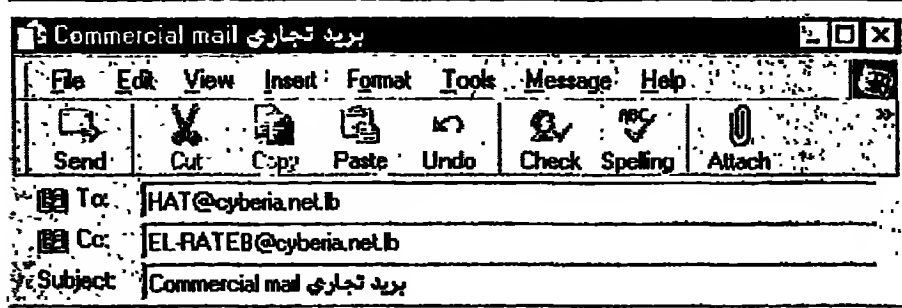 Commercial mail بريد تجاري
File Edit View Insert Format Tools Message Help
Send Cut Copy Paste Undo Check Spelling Attach »
To: HAT@cyberia.net.lb
Cc: EL-RATEB@cyberia.net.lb
Subject: Commercial mail بريد تجاري